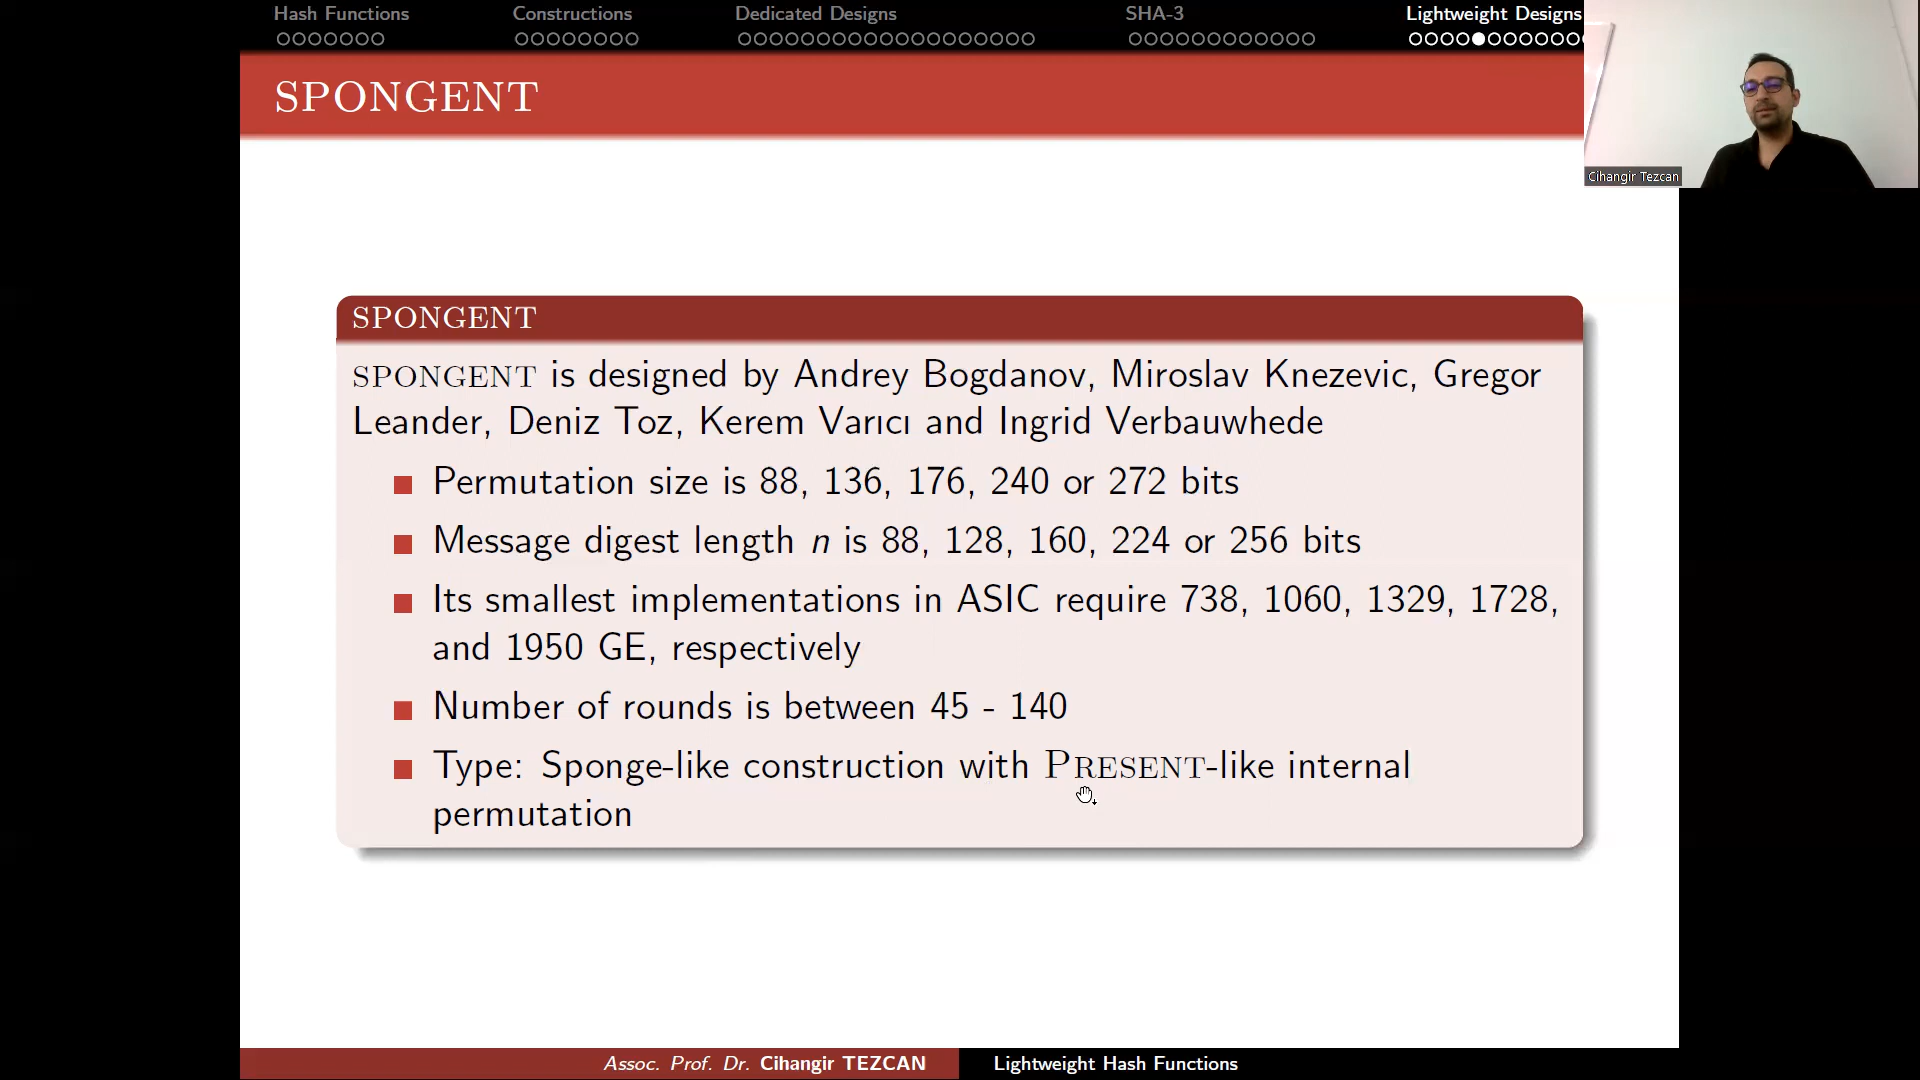 Hash Functions
Constructions
Dedicated Designs
SHA-3
Lightweight Designs
SPONGENT
Cihangir Tezcan
SPONGENT
SPONGENT is designed by Andrey Bogdanov, Miroslav Knezevic, Gregor
Leander, Deniz Toz, Kerem Varıcı and Ingrid Verbauwhede
Permutation size is 88, 136, 176, 240 or 272 bits
Message digest length n is 88, 128, 160, 224 or 256 bits
Its smallest implementations in ASIC require 738, 1060, 1329, 1728,
and 1950 GE, respectively
Number of rounds is between 45 - 140
Type: Sponge-like construction with PRESENT-like internal
permutation
Assoc. Prof. Dr. Cihangir TEZCAN
Lightweight Hash Functions